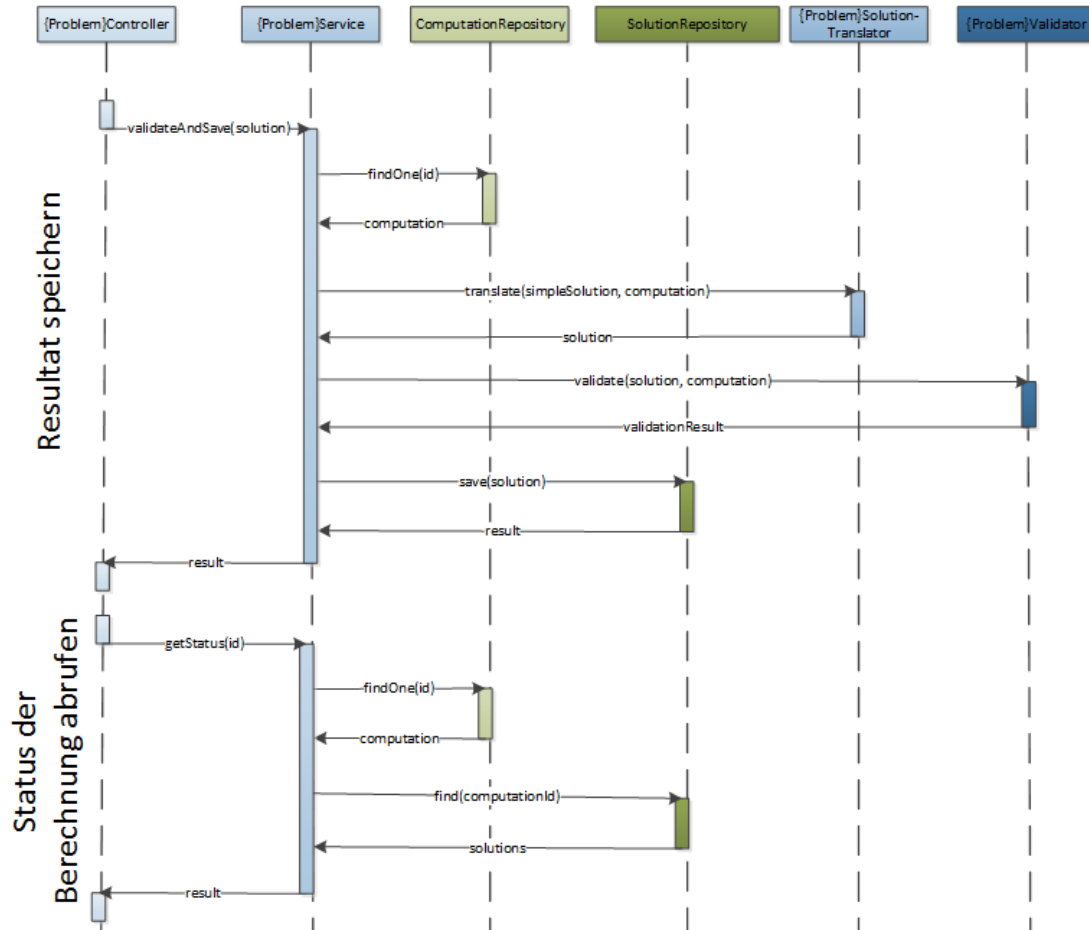 {Problem}Controller
{Problem}Service
ComputationRepository
SolutionRepository
{Problem}Solution-
Translator
{Problem}Validator
Resultat speichern
validateAndSave(solution)
findOne(id)
computation
translate(simpleSolution, computation)
solution
validate(solution, computation)
validationResult
save(solution)
result
result
Status der
Berechnung abrufen
getStatus(id)
findOne(id)
computation
find(computationId)
solutions
result